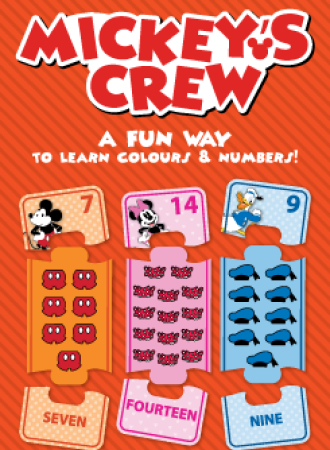 MICKEY'S
CREW
A FUN WAY
TO LEARN COLOURS & NUMBERS!
7
14
9
SEVEN
FOURTEEN
NINE